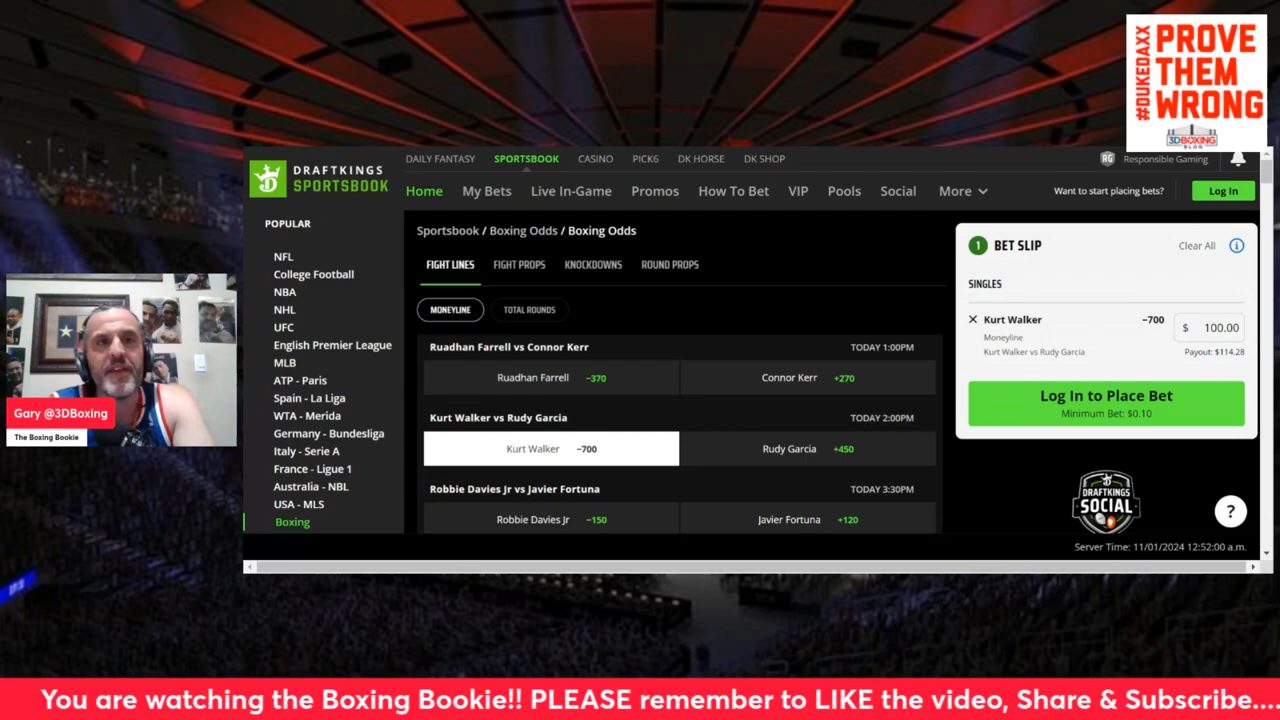 #DUKEDAXX
PROVE
THEM
WRONG
3DBOXING
BLOG
DRAFTKINGS
SPORTSBOOK
DAILY FANTASY SPORTSBOOK CASINO PICK6 DK HORSE DK SHOP
RG Responsible Gaming
Home My Bets Live In-Game Promos How To Bet VIP Pools Social More
Want to start placing bets? Log In
POPULAR
NFL
College Football
NBA
NHL
UFC
English Premier League
MLB
ATP - Paris
Spain - La Liga
WTA - Merida
Germany - Bundesliga
Italy - Serie A
France - Ligue 1
Australia - NBL
USA - MLS
Boxing
Sportsbook / Boxing Odds / Boxing Odds
FIGHT LINES FIGHT PROPS KNOCKDOWNS ROUND PROPS
MONEYLINE TOTAL ROUNDS
Ruadhan Farrell vs Connor Kerr TODAY 1:00PM
Ruadhan Farrell −370 Connor Kerr +270
Kurt Walker vs Rudy Garcia TODAY 2:00PM
Kurt Walker −700 Rudy Garcia +450
Robbie Davies Jr vs Javier Fortuna TODAY 3:30PM
Robbie Davies Jr −150 Javier Fortuna +120
1 BET SLIP Clear All
SINGLES
Kurt Walker −700 $ 100.00
Moneyline
Kurt Walker vs Rudy Garcia Payout: $114.28
Log In to Place Bet
Minimum Bet: $0.10
DRAFTKINGS
SOCIAL
?
Server Time: 11/01/2024 12:52:00 a.m.
Gary @3DBoxing
The Boxing Bookie
You are watching the Boxing Bookie!! PLEASE remember to LIKE the video, Share & Subscribe....